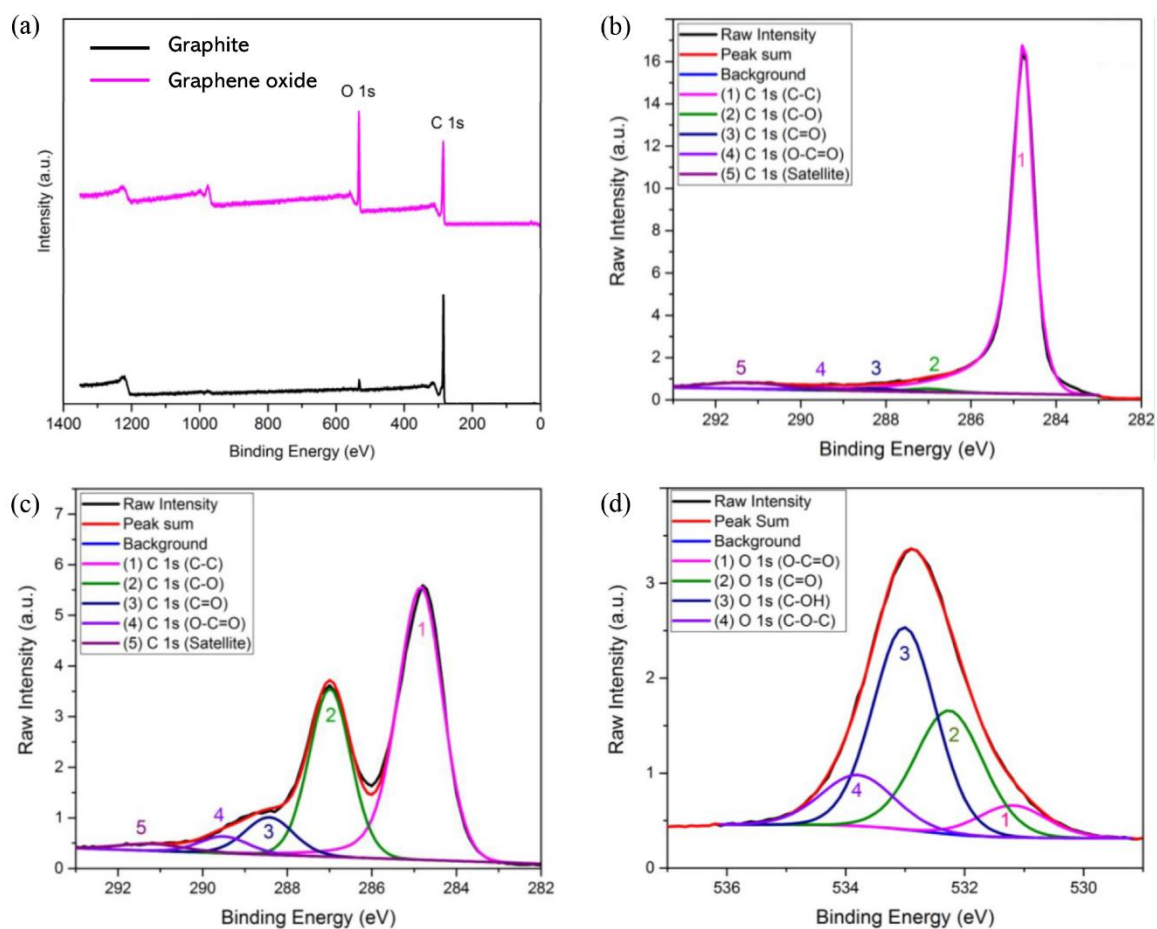 (a)
Graphite
Graphene oxide
O 1s
C 1s
Intensity (a.u.)
1400 1200 1000 800 600 400 200 0
Binding Energy (eV)
(b)
Raw Intensity
Peak sum
Background
(1) C 1s (C-C)
(2) C 1s (C-O)
(3) C 1s (C=O)
(4) C 1s (O-C=O)
(5) C 1s (Satellite)
16
14
12
10
8
6
4
2
0
Raw Intensity (a.u.)
1
5 4 3 2
292 290 288 286 284 282
Binding Energy (eV)
(c)
Raw Intensity
Peak sum
Background
(1) C 1s (C-C)
(2) C 1s (C-O)
(3) C 1s (C=O)
(4) C 1s (O-C=O)
(5) C 1s (Satellite)
7
6
5
4
3
2
1
0
Raw Intensity (a.u.)
1
2
5 4 3
292 290 288 286 284 282
Binding Energy (eV)
(d)
Raw Intensity
Peak Sum
Background
(1) O 1s (O-C=O)
(2) O 1s (C=O)
(3) O 1s (C-OH)
(4) O 1s (C-O-C)
3
2
1
0
Raw Intensity (a.u.)
3
2
4
1
536 534 532 530
Binding Energy (eV)